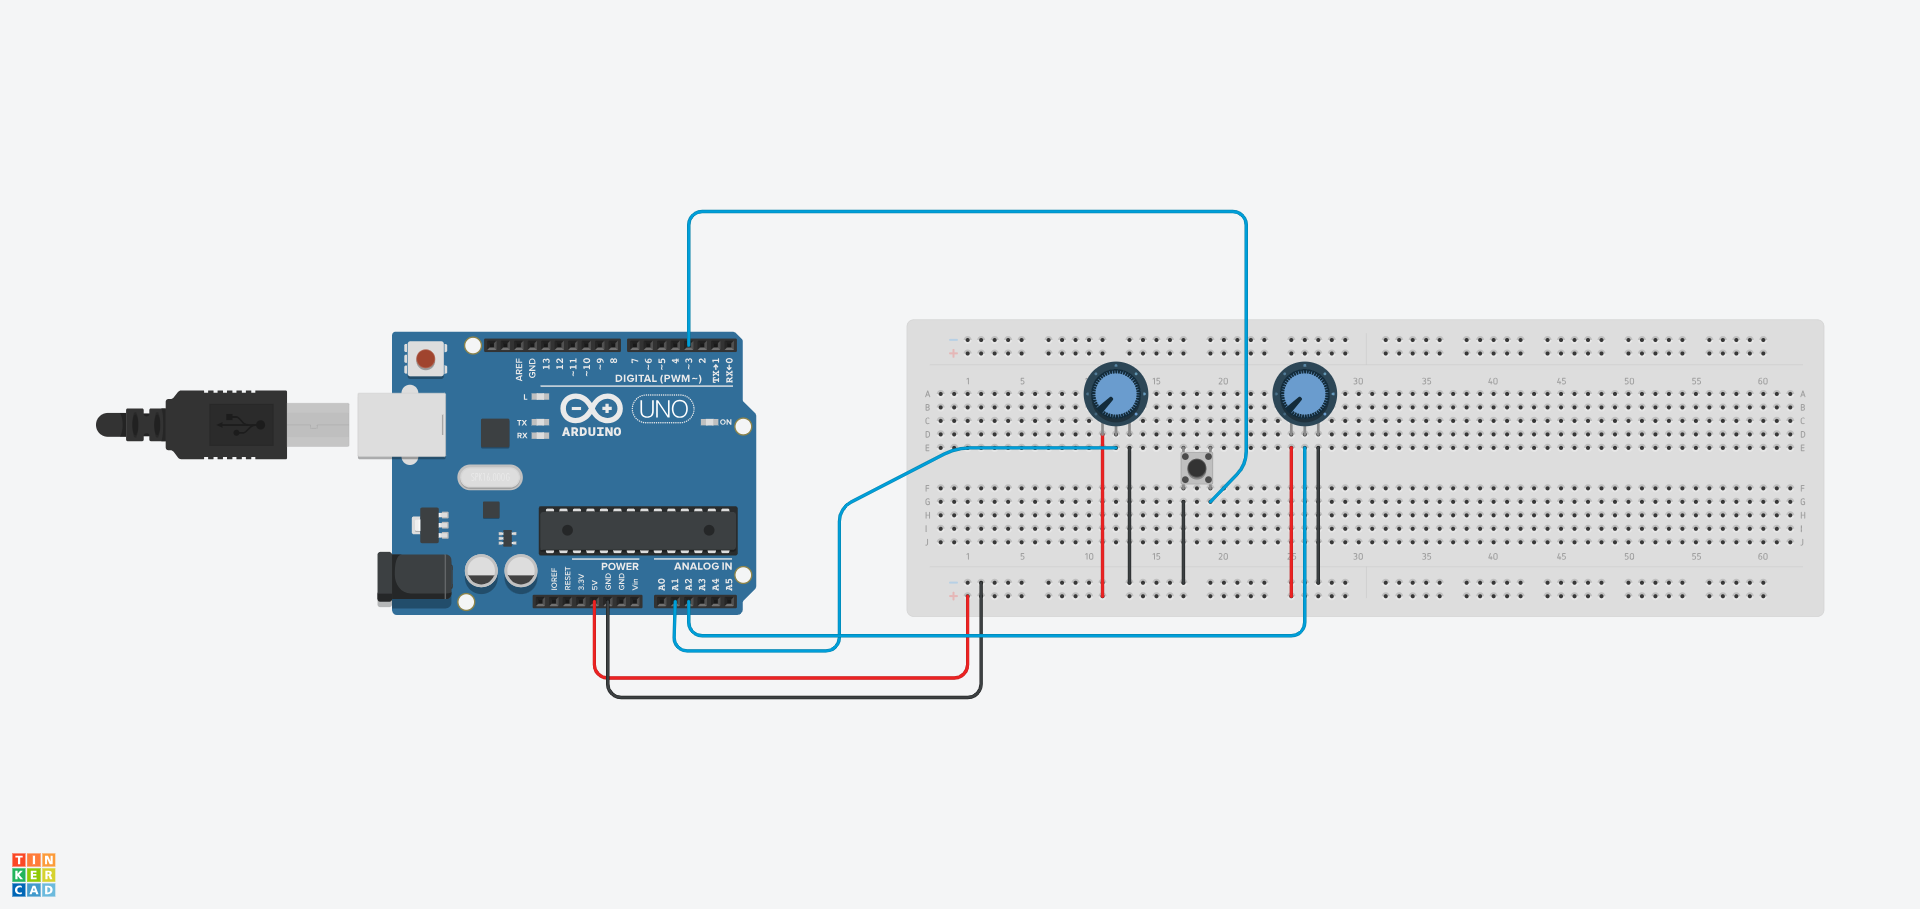 AREF
GND
13
12
~11
~10
~9
8
7
~6
~5
4
~3
2
TX→1
RX←0
DIGITAL (PWM~)
L
TX
RX
UNO
ARDUINO
ON
POWER
ANALOG IN
IOREF
RESET
3.3V
5V
GND
GND
Vin
A0
A1
A2
A3
A4
A5
− +
1 5 15 20 30 35 40 45 50 55 60
A A
B B
C C
D D
E E
F F
G G
H H
I I
J J
1 5 10 15 20 25 30 35 40 45 50 55 60
− +
TIN
KER
CAD